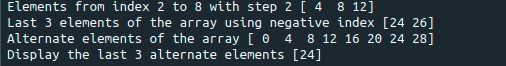 Elements from index 2 to 8 with step 2 [ 4  8 12]
Last 3 elements of the array using negative index [24 26]
Alternate elements of the array [ 0  4  8 12 16 20 24 28]
Display the last 3 alternate elements [24]